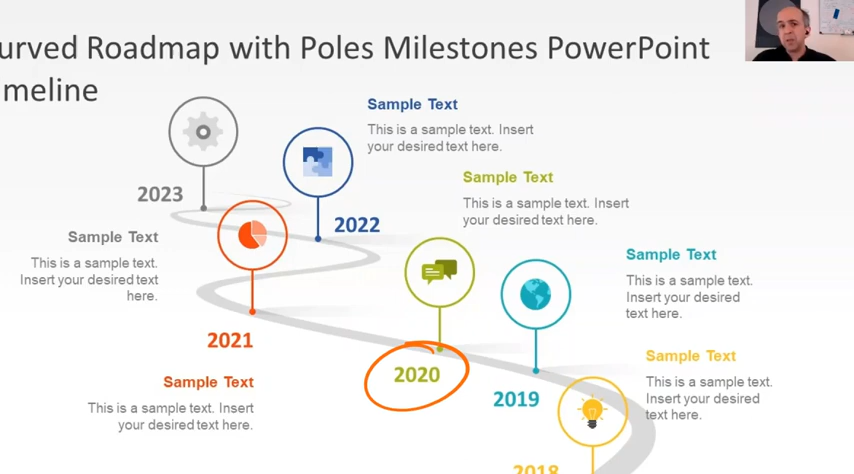 urved Roadmap with Poles Milestones PowerPoint
meline
Sample Text
This is a sample text. Insert
your desired text here.
2023
Sample Text
This is a sample text. Insert
your desired text here.
2022
Sample Text
This is a sample text.
Insert your desired text
here.
Sample Text
This is a sample text.
Insert your desired
text here.
2021
Sample Text
This is a sample text.
Insert your desired
text here.
2020
Sample Text
This is a sample text. Insert
your desired text here.
2019
2018